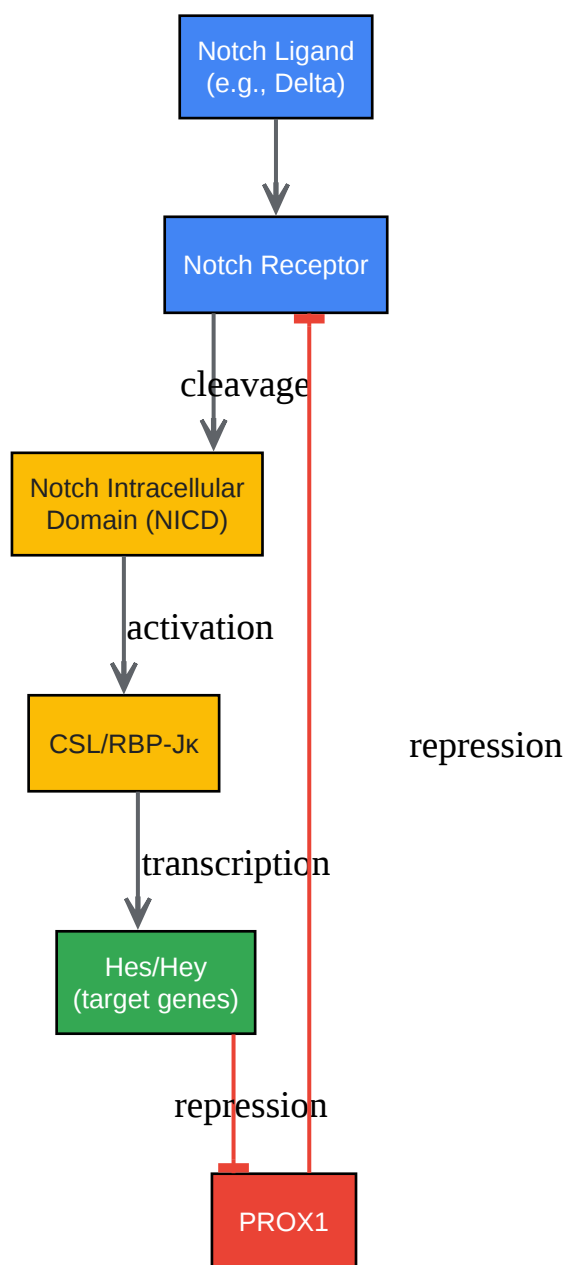 Notch Ligand
(e.g., Delta)
Notch Receptor
cleavage
Notch Intracellular
Domain (NICD)
activation
CSL/RBP-Jκ
repression
transcription
Hes/Hey
(target genes)
repression
PROX1